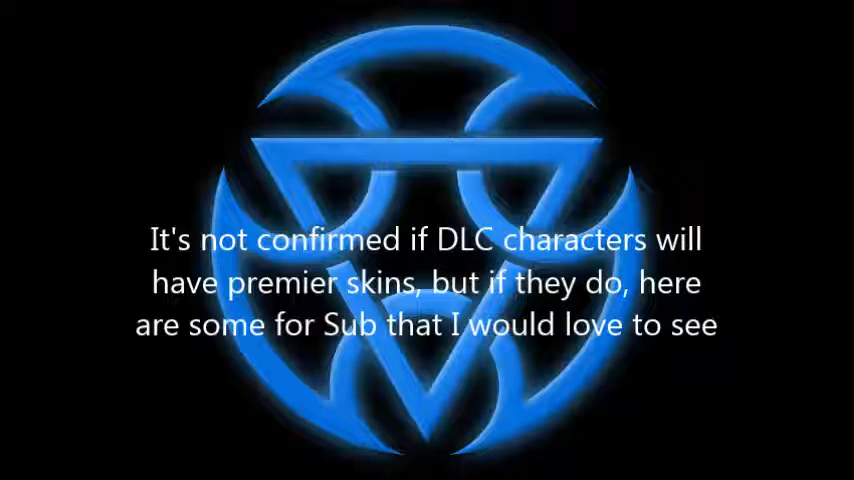 It's not confirmed if DLC characters will
have premier skins, but if they do, here
are some for Sub that I would love to see